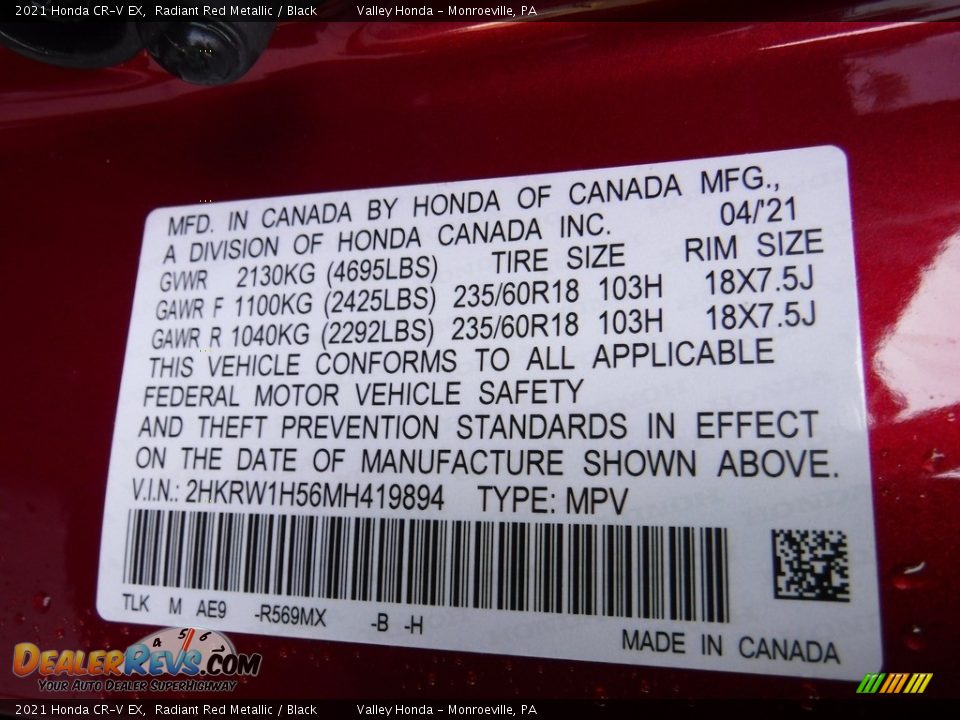 2021 Honda CR-V EX,  Radiant Red Metallic / Black        Valley Honda - Monroeville, PA
MFD. IN CANADA BY HONDA OF CANADA MFG.,
A DIVISION OF HONDA CANADA INC. 04/'21
GVWR 2130KG (4695LBS) TIRE SIZE RIM SIZE
GAWR F 1100KG (2425LBS) 235/60R18 103H 18X7.5J
GAWR R 1040KG (2292LBS) 235/60R18 103H 18X7.5J
THIS VEHICLE CONFORMS TO ALL APPLICABLE
FEDERAL MOTOR VEHICLE SAFETY
AND THEFT PREVENTION STANDARDS IN EFFECT
ON THE DATE OF MANUFACTURE SHOWN ABOVE.
V.I.N.: 2HKRW1H56MH419894 TYPE: MPV
TLK M AE9 -R569MX -B -H
MADE IN CANADA
4 5 6
DEALERREVS.COM
YOUR AUTO DEALER SUPERHIGHWAY
2021 Honda CR-V EX,  Radiant Red Metallic / Black        Valley Honda - Monroeville, PA